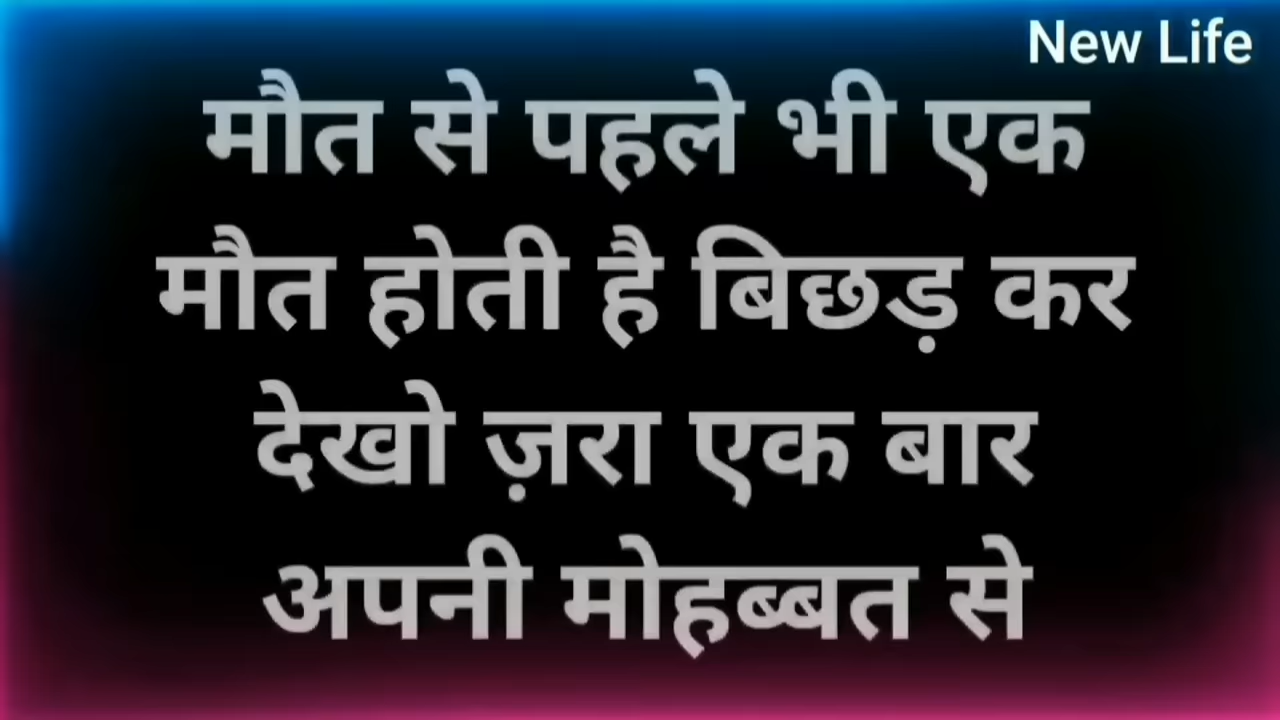 New Life
मौत से पहले भी एक
मौत होती है बिछड़ कर
देखो ज़रा एक बार
अपनी मोहब्बत से